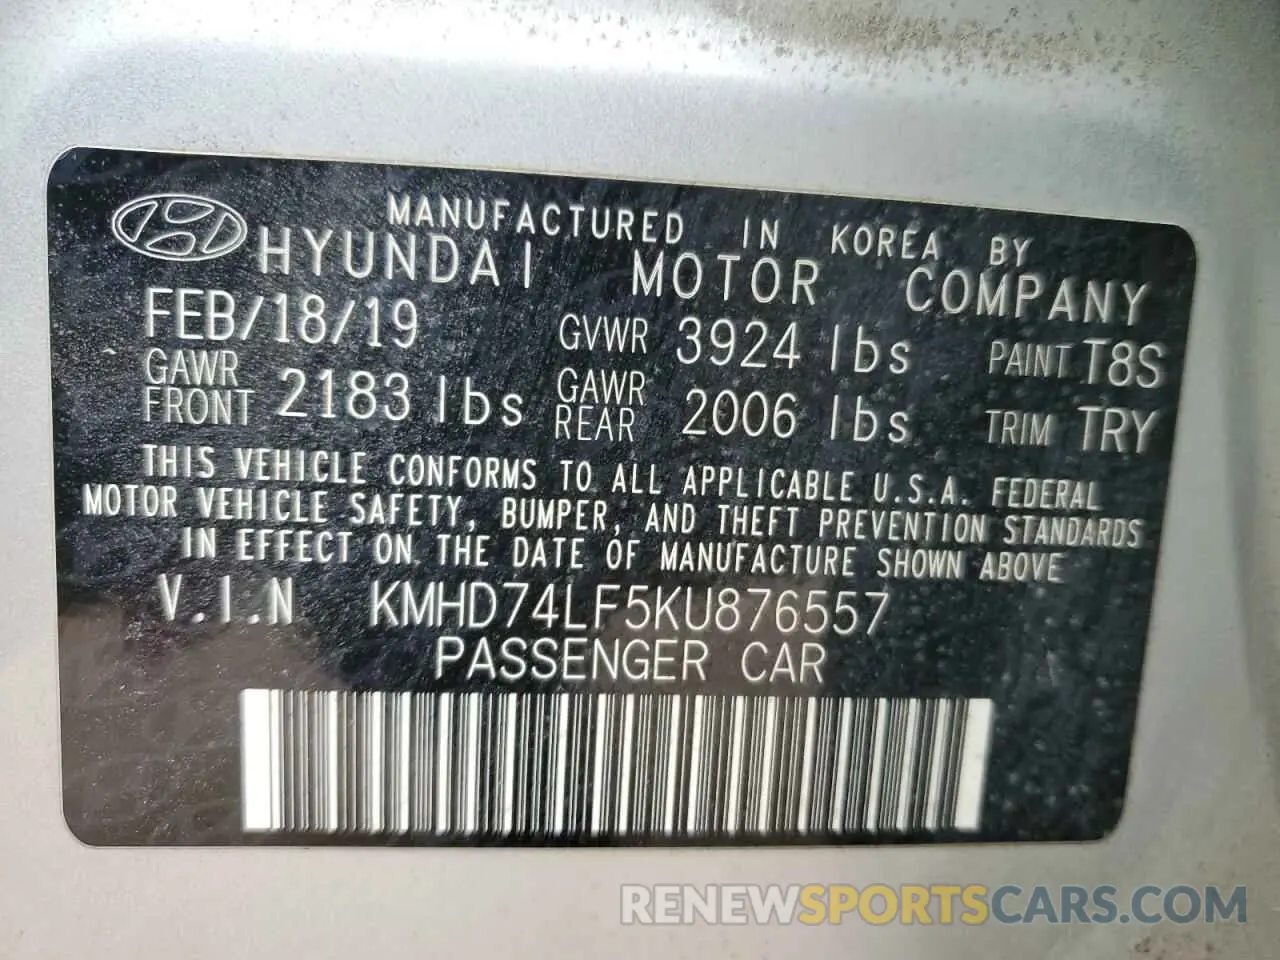 MANUFACTURED IN KOREA BY
HYUNDAI MOTOR COMPANY
FEB/18/19 GVWR 3924 lbs PAINT T8S
GAWR FRONT 2183 lbs GAWR REAR 2006 lbs TRIM TRY
THIS VEHICLE CONFORMS TO ALL APPLICABLE U.S.A. FEDERAL
MOTOR VEHICLE SAFETY, BUMPER, AND THEFT PREVENTION STANDARDS
IN EFFECT ON THE DATE OF MANUFACTURE SHOWN ABOVE
V.I.N KMHD74LF5KU876557
PASSENGER CAR
RENEWSPORTSCARS.COM